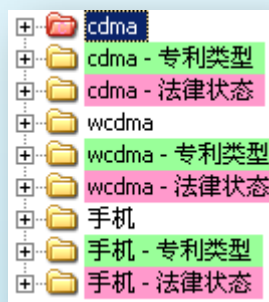 cdma
cdma - 专利类型
cdma - 法律状态
wcdma
wcdma - 专利类型
wcdma - 法律状态
手机
手机 - 专利类型
手机 - 法律状态